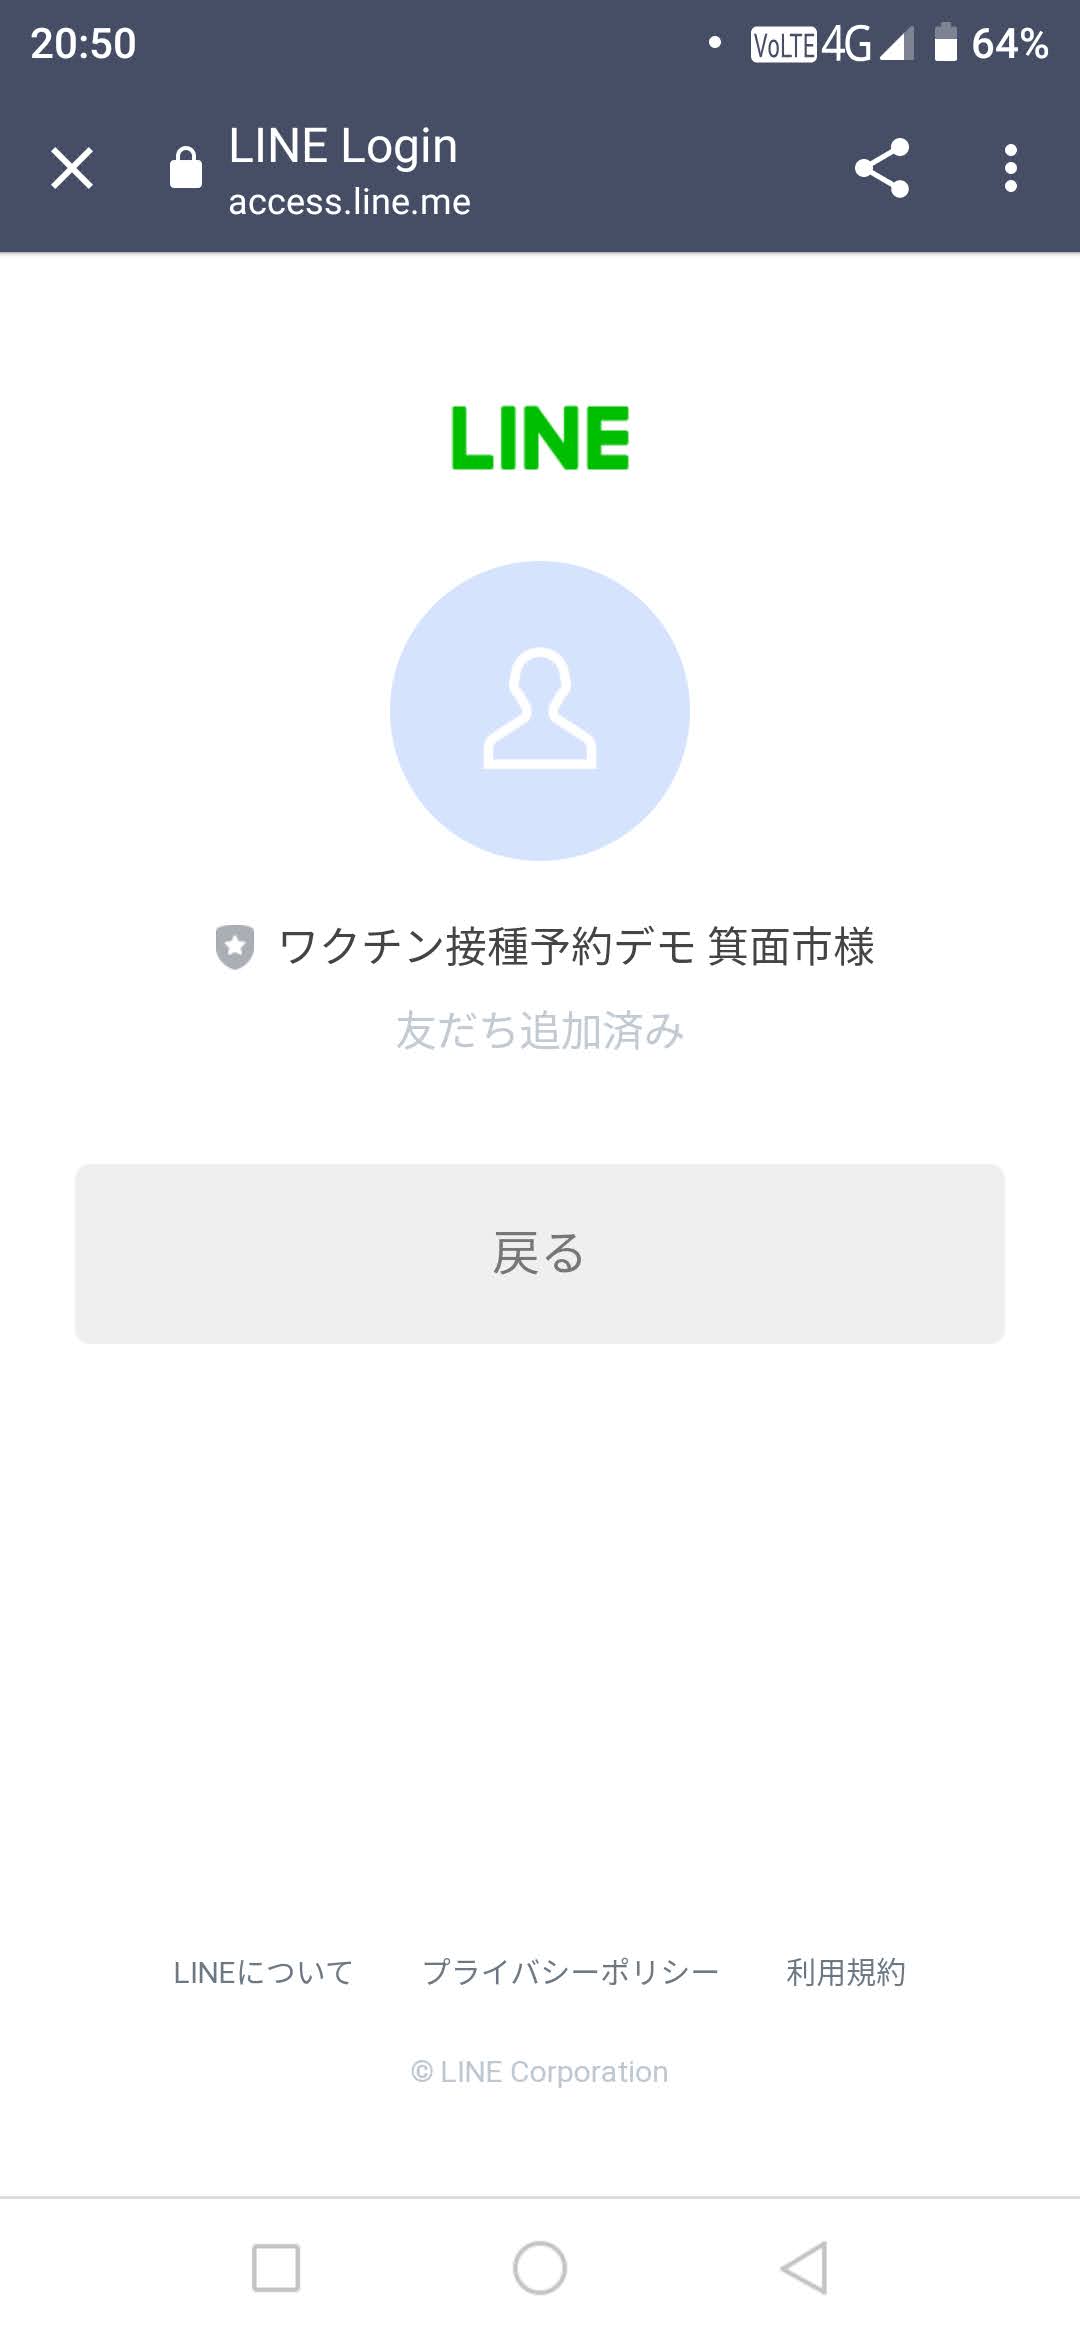 20:50
VoLTE 4G 64%
LINE Login
access.line.me
LINE
ワクチン接種予約デモ 箕面市様
友だち追加済み
戻る
LINEについて プライバシーポリシー 利用規約
© LINE Corporation